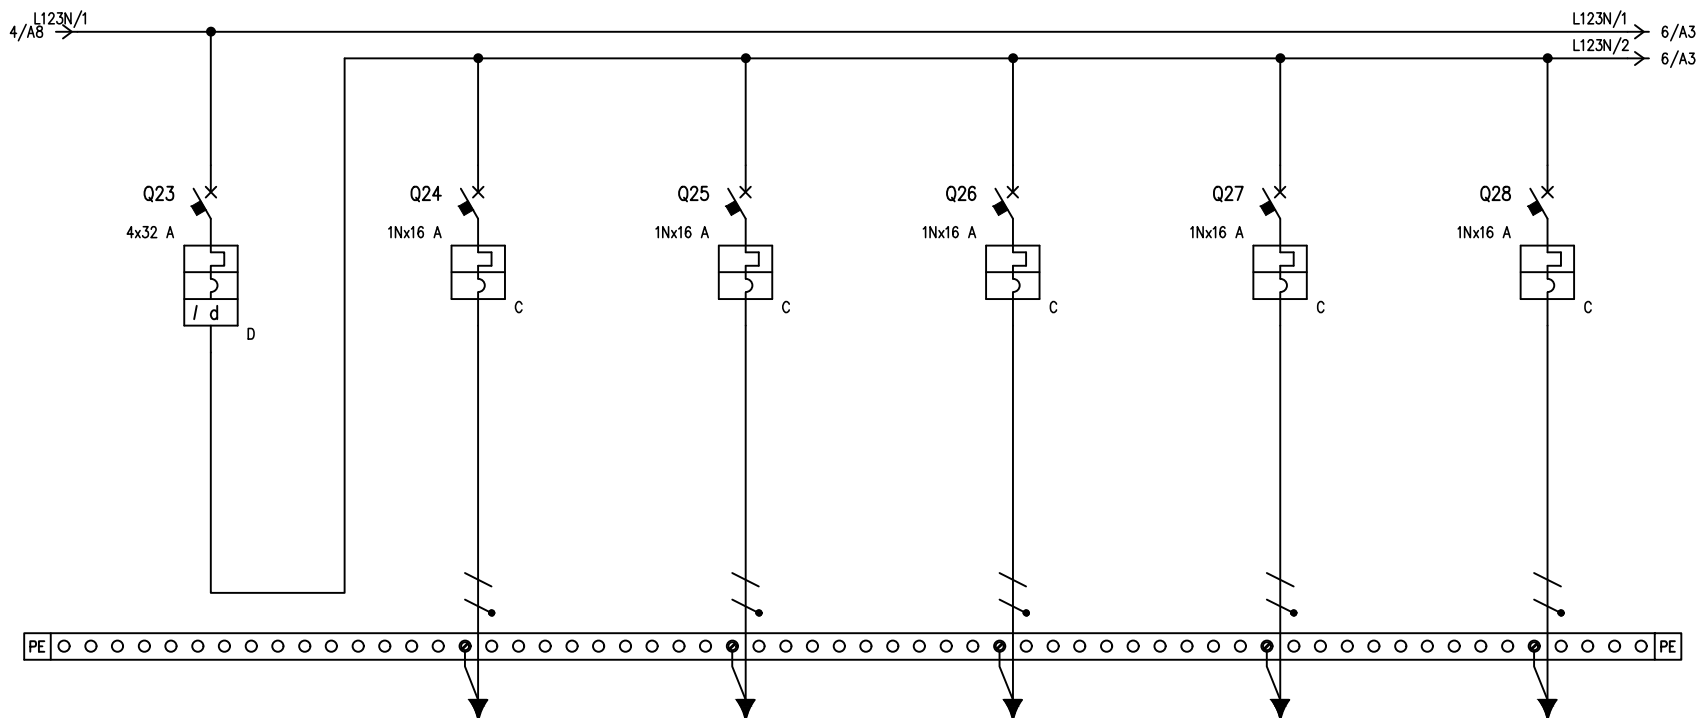 L123N/1 L123N/1
4/A8 6/A3
L123N/2
6/A3
Q23 Q24 Q25 Q26 Q27 Q28
4x32 A 1Nx16 A 1Nx16 A 1Nx16 A 1Nx16 A 1Nx16 A
I d C C C C C
D
PE PE